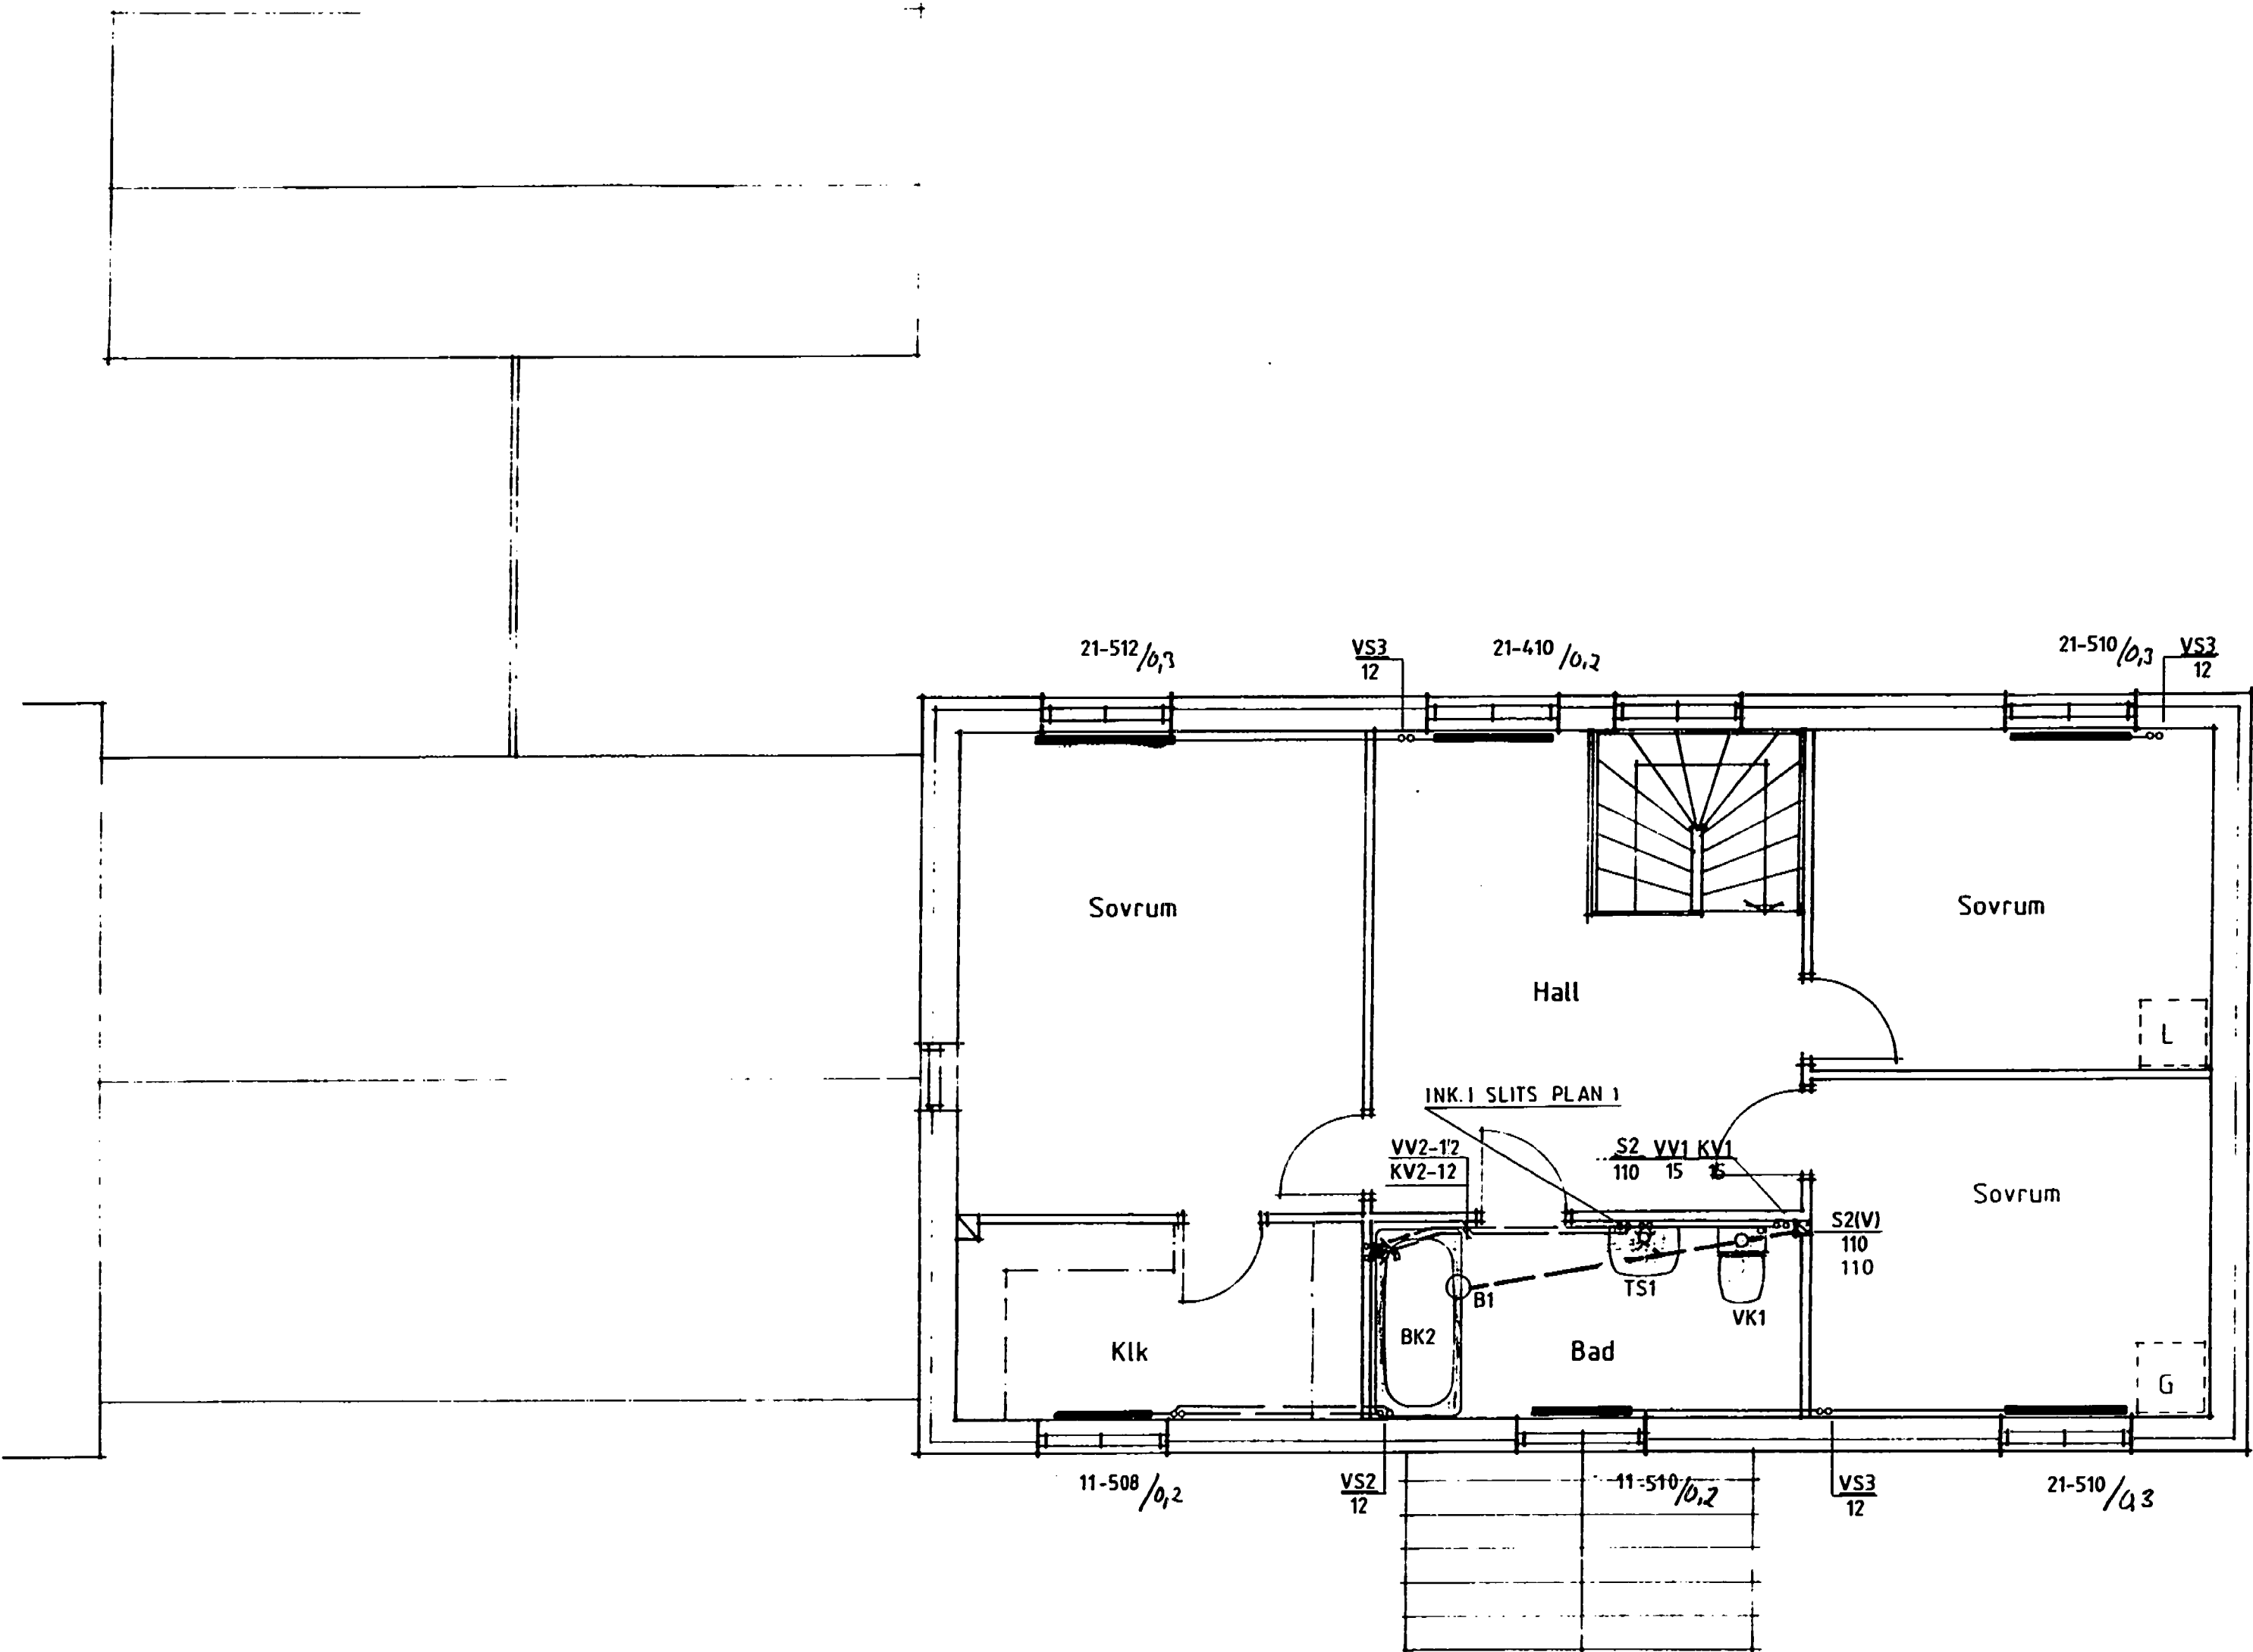 21-512/0,3
VS3
12
21-410/0,2
21-510/0,3
VS3
12
Sovrum
Sovrum
Hall
L
INK. I SLITS PLAN 1
VV2-12
KV2-12
S2 VV1 KV1
110 15 15
Sovrum
S2(V)
110
110
TS1
B1
VK1
BK2
Klk
Bad
G
11-508/0,2
VS2
12
11-510/0,2
VS3
12
21-510/0,3